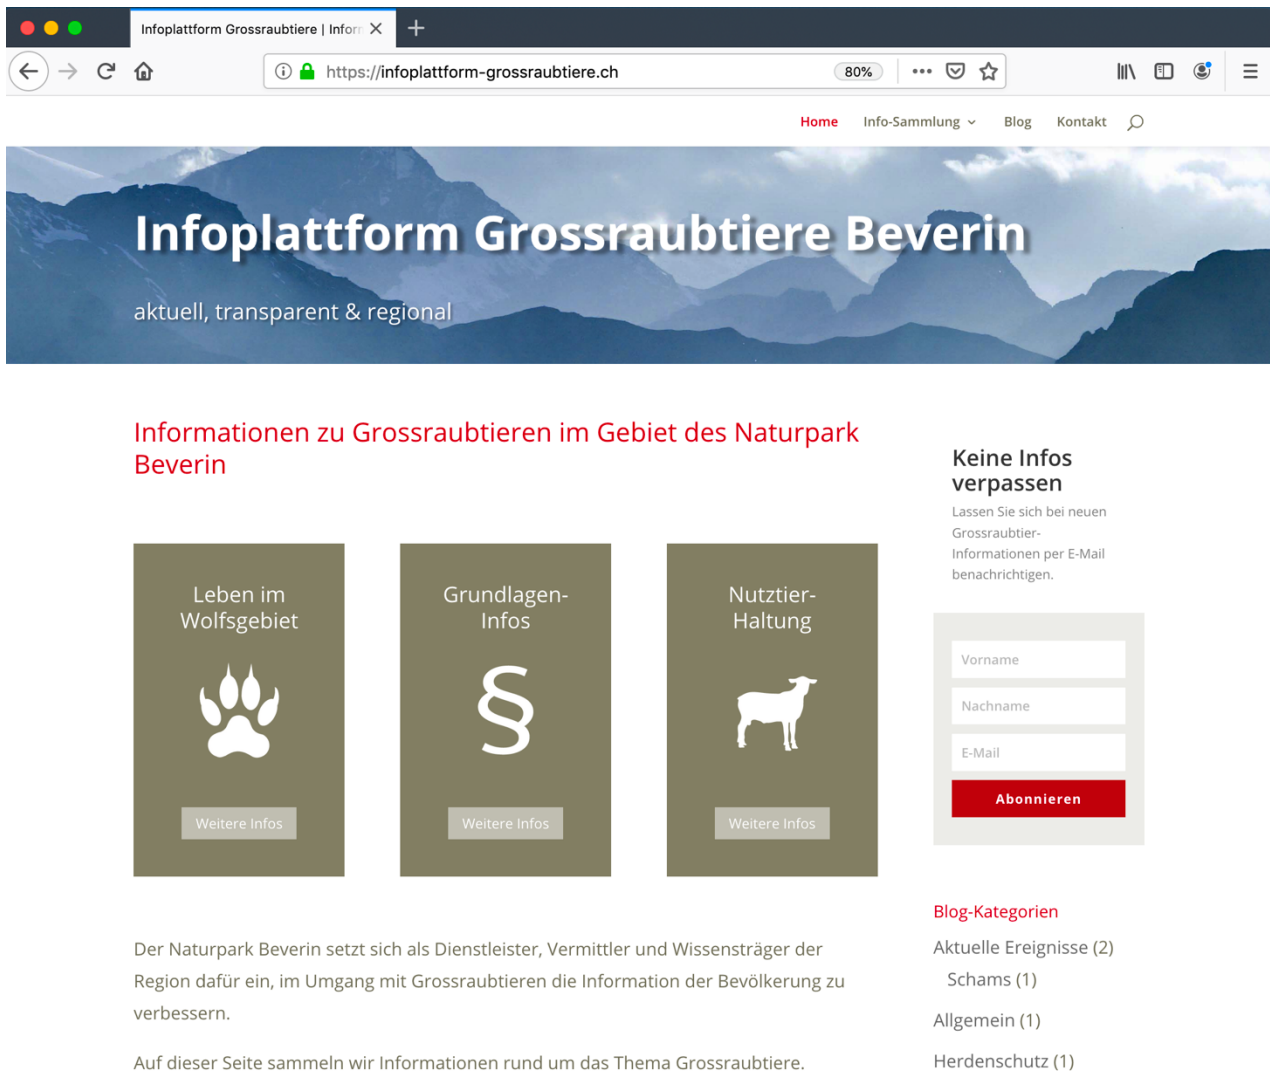 Infoplattform Grossraubtiere | Inforr
https://infoplattform-grossraubtiere.ch
80%
Home Info-Sammlung Blog Kontakt
Infoplattform Grossraubtiere Beverin
aktuell, transparent & regional
Informationen zu Grossraubtieren im Gebiet des Naturpark
Beverin
Leben im
Wolfsgebiet
Weitere Infos
Grundlagen-
Infos
§
Weitere Infos
Nutztier-
Haltung
Weitere Infos
Der Naturpark Beverin setzt sich als Dienstleister, Vermittler und Wissensträger der
Region dafür ein, im Umgang mit Grossraubtieren die Information der Bevölkerung zu
verbessern.
Auf dieser Seite sammeln wir Informationen rund um das Thema Grossraubtiere.
Keine Infos
verpassen
Lassen Sie sich bei neuen
Grossraubtier-
Informationen per E-Mail
benachrichtigen.
Vorname
Nachname
E-Mail
Abonnieren
Blog-Kategorien
Aktuelle Ereignisse (2)
Schams (1)
Allgemein (1)
Herdenschutz (1)